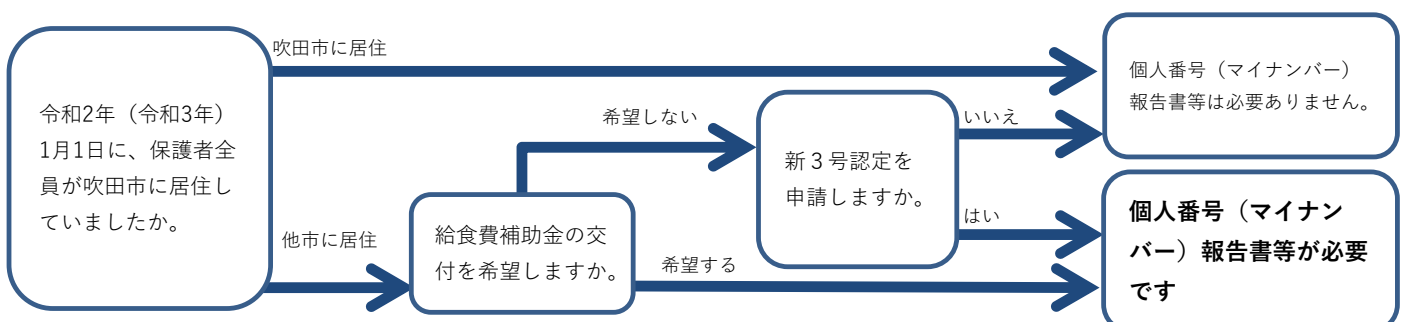 吹田市に居住
令和2年（令和3年）
1月1日に、保護者全
員が吹田市に居住し
ていましたか。
他市に居住
給食費補助金の交
付を希望しますか。
希望しない
希望する
新３号認定を
申請しますか。
いいえ
はい
個人番号（マイナンバー）
報告書等は必要ありません。
個人番号（マイナン
バー）報告書等が必要
です